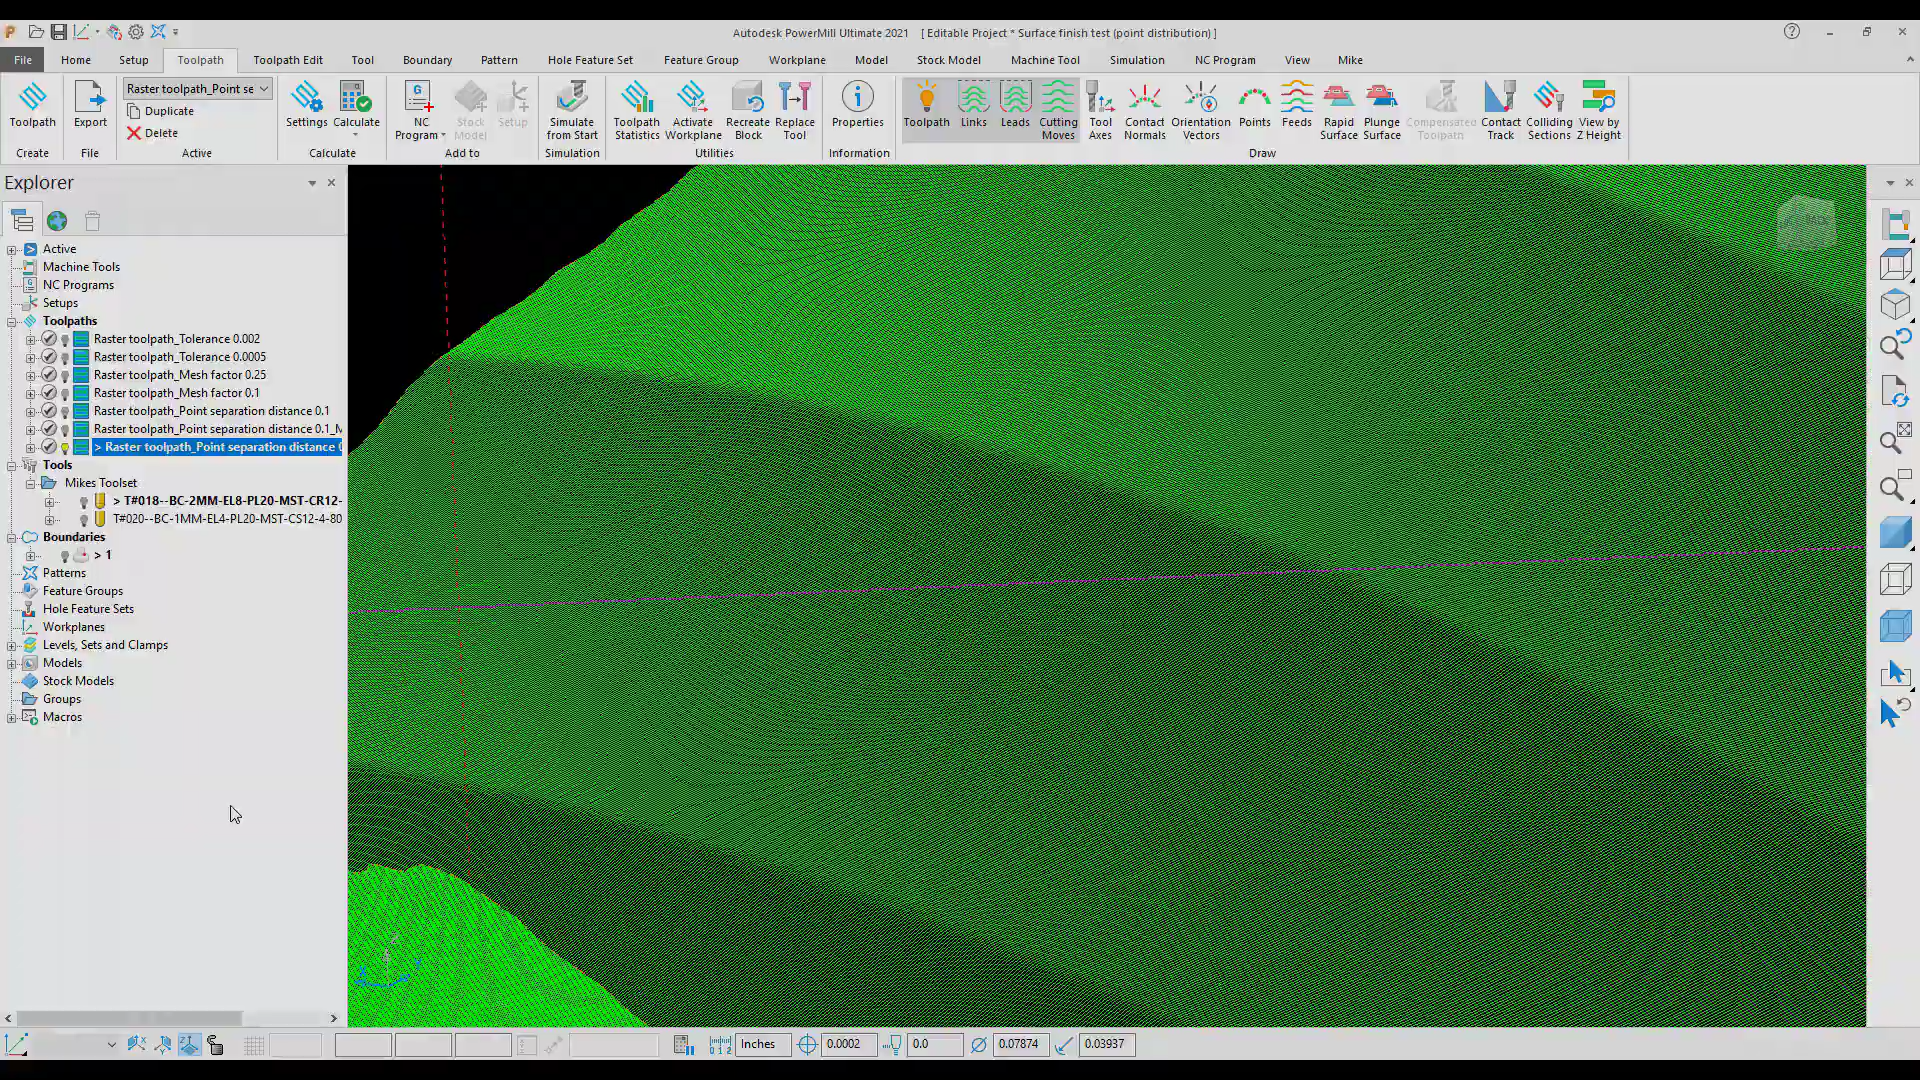 Autodesk PowerMill Ultimate 2021 [ Editable Project * Surface finish test (point distribution) ]
File Home Setup Toolpath Toolpath Edit Tool Boundary Pattern Hole Feature Set Feature Group Workplane Model Stock Model Machine Tool Simulation NC Program View Mike
Toolpath
Export
Raster toolpath_Point se
Duplicate
Delete
Settings
Calculate
NC Program
Stock Model
Setup
Simulate from Start
Toolpath Statistics
Activate Workplane
Recreate Block
Replace Tool
Properties
Toolpath
Links
Leads
Cutting Moves
Tool Axes
Contact Normals
Orientation Vectors
Points
Feeds
Rapid Surface
Plunge Surface
Compensated Toolpath
Contact Track
Colliding Sections
View by Z Height
Create File Active Calculate Add to Simulation Utilities Information Draw
Explorer
Active
Machine Tools
NC Programs
Setups
Toolpaths
Raster toolpath_Tolerance 0.002
Raster toolpath_Tolerance 0.0005
Raster toolpath_Mesh factor 0.25
Raster toolpath_Mesh factor 0.1
Raster toolpath_Point separation distance 0.1
Raster toolpath_Point separation distance 0.1_M
> Raster toolpath_Point separation distance 0
Tools
Mikes Toolset
> T#018--BC-2MM-EL8-PL20-MST-CR12-
T#020--BC-1MM-EL4-PL20-MST-CS12-4-80
Boundaries
> 1
Patterns
Feature Groups
Hole Feature Sets
Workplanes
Levels, Sets and Clamps
Models
Stock Models
Groups
Macros
BACK
Inches 0.0002 0.0 0.07874 0.03937